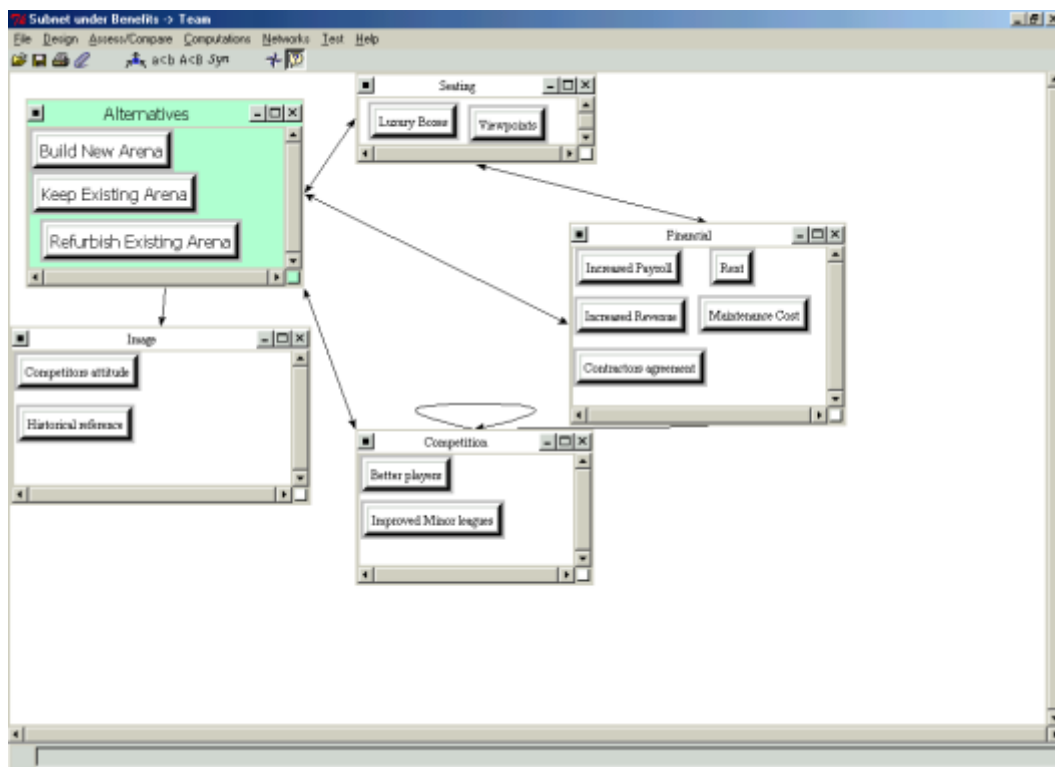 Subnet under Benefits -> Team
File Design Assess/Compare Computations Networks Test Help
a<b A<B Syn
Seating
Luxury Boxes
Viewpoints
Alternatives
Build New Arena
Keep Existing Arena
Refurbish Existing Arena
Financial
Increased Payroll
Rent
Increased Revenue
Maintenance Cost
Contractors agreement
Image
Competitors attitude
Historical reference
Competition
Better players
Improved Minor leagues